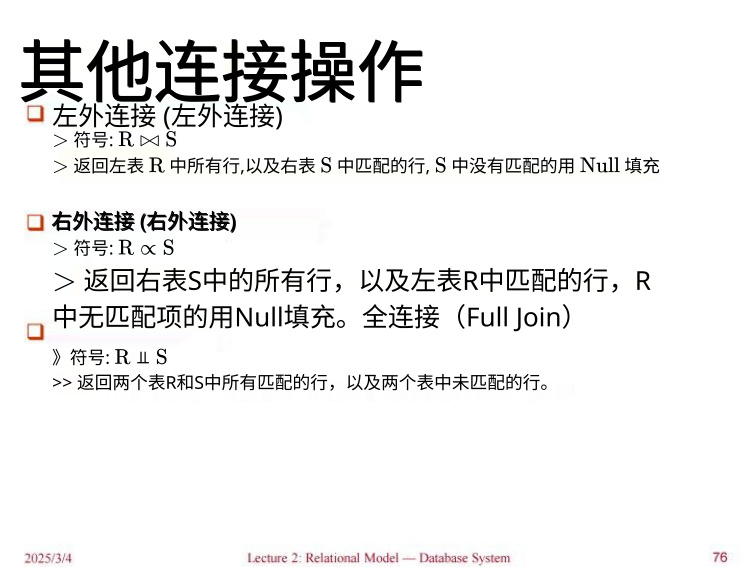 其他连接操作
左外连接 (左外连接)
> 符号: R ⋈ S
> 返回左表 R 中所有行,以及右表 S 中匹配的行, S 中没有匹配的用 Null 填充
右外连接 (右外连接)
> 符号: R ∝ S
> 返回右表S中的所有行，以及左表R中匹配的行，R
中无匹配项的用Null填充。全连接（Full Join）
》符号: R ⫫ S
>> 返回两个表R和S中所有匹配的行，以及两个表中未匹配的行。
2025/3/4 Lecture 2: Relational Model — Database System 76